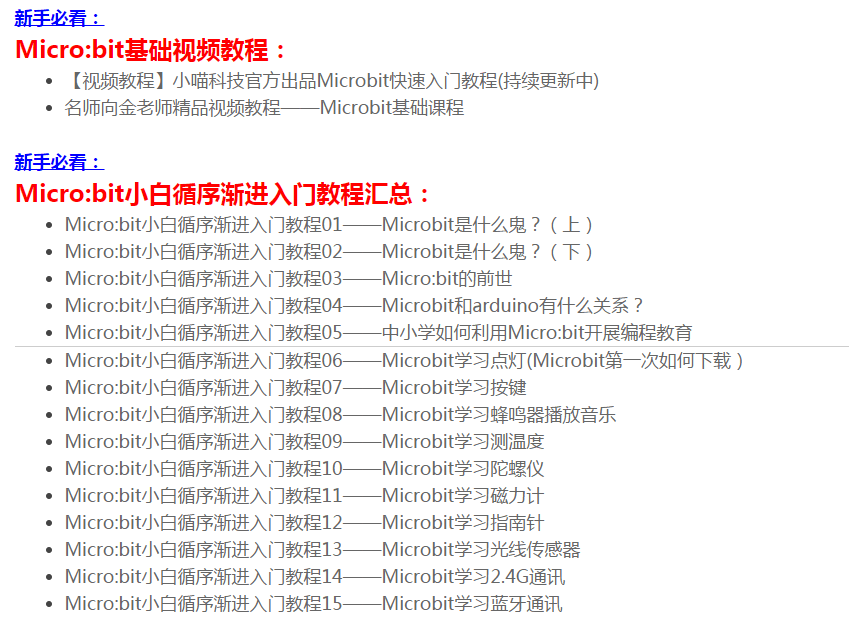 新手必看：
Micro:bit基础视频教程：
【视频教程】小喵科技官方出品Microbit快速入门教程(持续更新中)
名师向金老师精品视频教程——Microbit基础课程
新手必看：
Micro:bit小白循序渐进入门教程汇总：
Micro:bit小白循序渐进入门教程01——Microbit是什么鬼？（上）
Micro:bit小白循序渐进入门教程02——Microbit是什么鬼？（下）
Micro:bit小白循序渐进入门教程03——Micro:bit的前世
Micro:bit小白循序渐进入门教程04——Microbit和arduino有什么关系？
Micro:bit小白循序渐进入门教程05——中小学如何利用Micro:bit开展编程教育
Micro:bit小白循序渐进入门教程06——Microbit学习点灯(Microbit第一次如何下载）
Micro:bit小白循序渐进入门教程07——Microbit学习按键
Micro:bit小白循序渐进入门教程08——Microbit学习蜂鸣器播放音乐
Micro:bit小白循序渐进入门教程09——Microbit学习测温度
Micro:bit小白循序渐进入门教程10——Microbit学习陀螺仪
Micro:bit小白循序渐进入门教程11——Microbit学习磁力计
Micro:bit小白循序渐进入门教程12——Microbit学习指南针
Micro:bit小白循序渐进入门教程13——Microbit学习光线传感器
Micro:bit小白循序渐进入门教程14——Microbit学习2.4G通讯
Micro:bit小白循序渐进入门教程15——Microbit学习蓝牙通讯